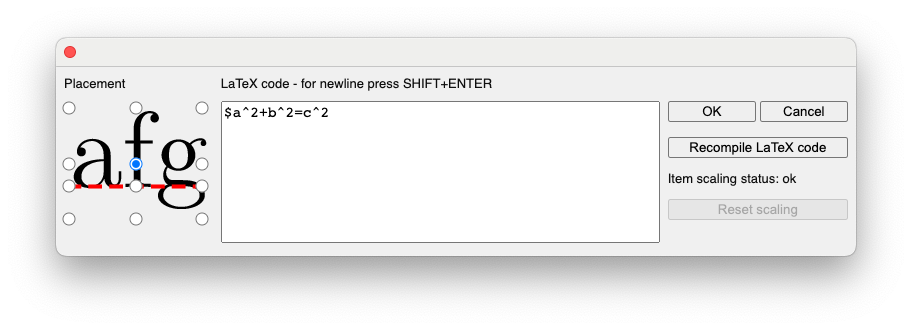 Placement
LaTeX code - for newline press SHIFT+ENTER
afg
$a^2+b^2=c^2
OK
Cancel
Recompile LaTeX code
Item scaling status: ok
Reset scaling